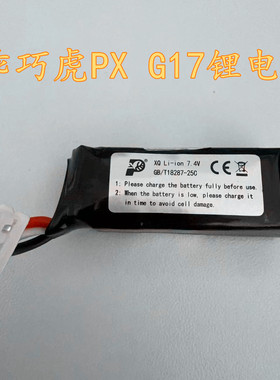 巧虎PX G17锂电
XQ Li-ion 7.4V
GB/T18287-25C
1: Please charge the battery fully before use.
2: When the battery is low, please charge it
in time to avoid cell damage.